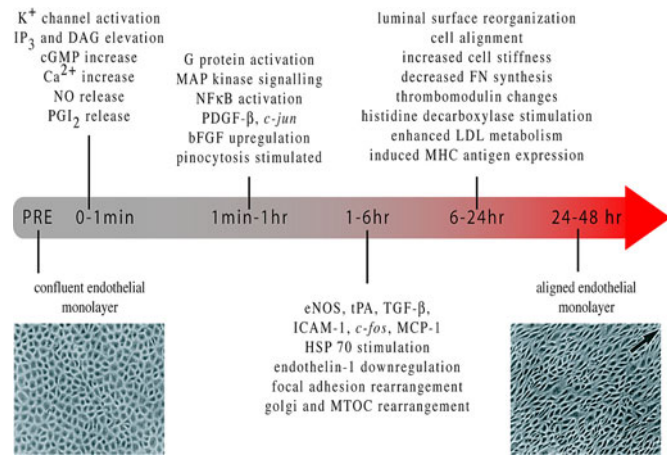 K+ channel activation
IP3 and DAG elevation
cGMP increase
Ca2+ increase
NO release
PGI2 release
G protein activation
MAP kinase signalling
NFκB activation
PDGF-β, c-jun
bFGF upregulation
pinocytosis stimulated
luminal surface reorganization
cell alignment
increased cell stiffness
decreased FN synthesis
thrombomodulin changes
histidine decarboxylase stimulation
enhanced LDL metabolism
induced MHC antigen expression
PRE 0-1min 1min-1hr 1-6hr 6-24hr 24-48 hr
confluent endothelial
monolayer
eNOS, tPA, TGF-β,
ICAM-1, c-fos, MCP-1
HSP 70 stimulation
endothelin-1 downregulation
focal adhesion rearrangement
golgi and MTOC rearrangement
aligned endothelial
monolayer